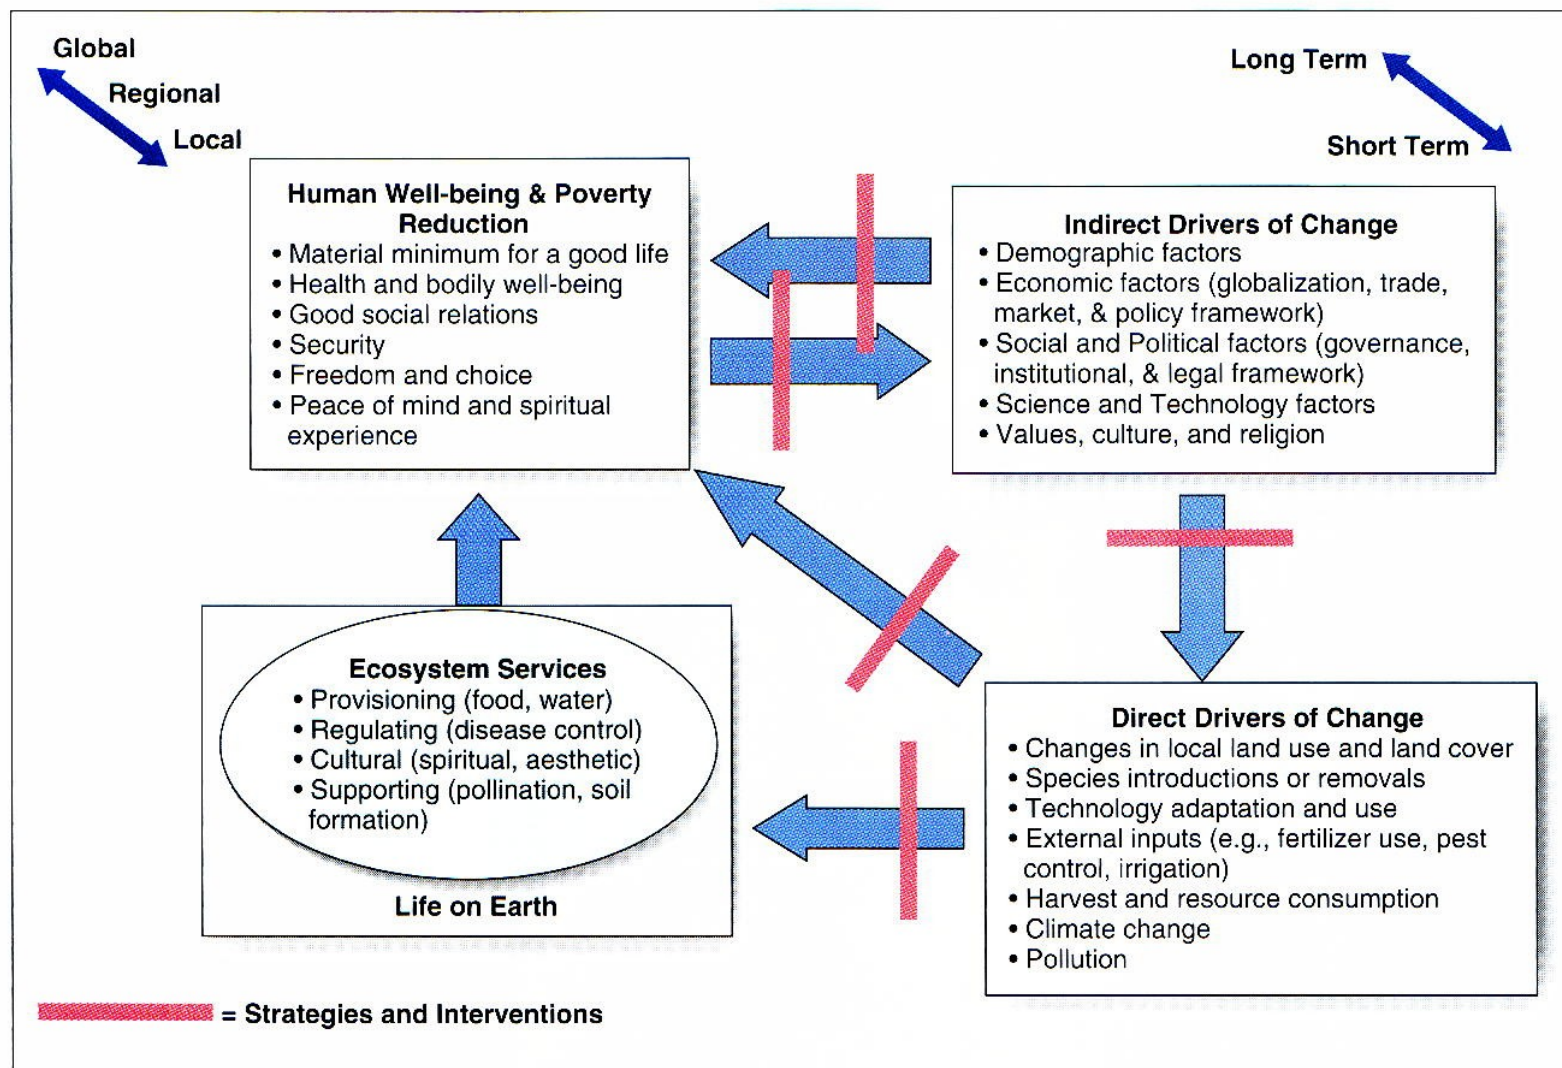 Global
Regional
Local
Long Term
Short Term
Human Well-being & Poverty
Reduction
• Material minimum for a good life
• Health and bodily well-being
• Good social relations
• Security
• Freedom and choice
• Peace of mind and spiritual
experience
Indirect Drivers of Change
• Demographic factors
• Economic factors (globalization, trade,
market, & policy framework)
• Social and Political factors (governance,
institutional, & legal framework)
• Science and Technology factors
• Values, culture, and religion
Ecosystem Services
• Provisioning (food, water)
• Regulating (disease control)
• Cultural (spiritual, aesthetic)
• Supporting (pollination, soil
formation)
Life on Earth
Direct Drivers of Change
• Changes in local land use and land cover
• Species introductions or removals
• Technology adaptation and use
• External inputs (e.g., fertilizer use, pest
control, irrigation)
• Harvest and resource consumption
• Climate change
• Pollution
= Strategies and Interventions